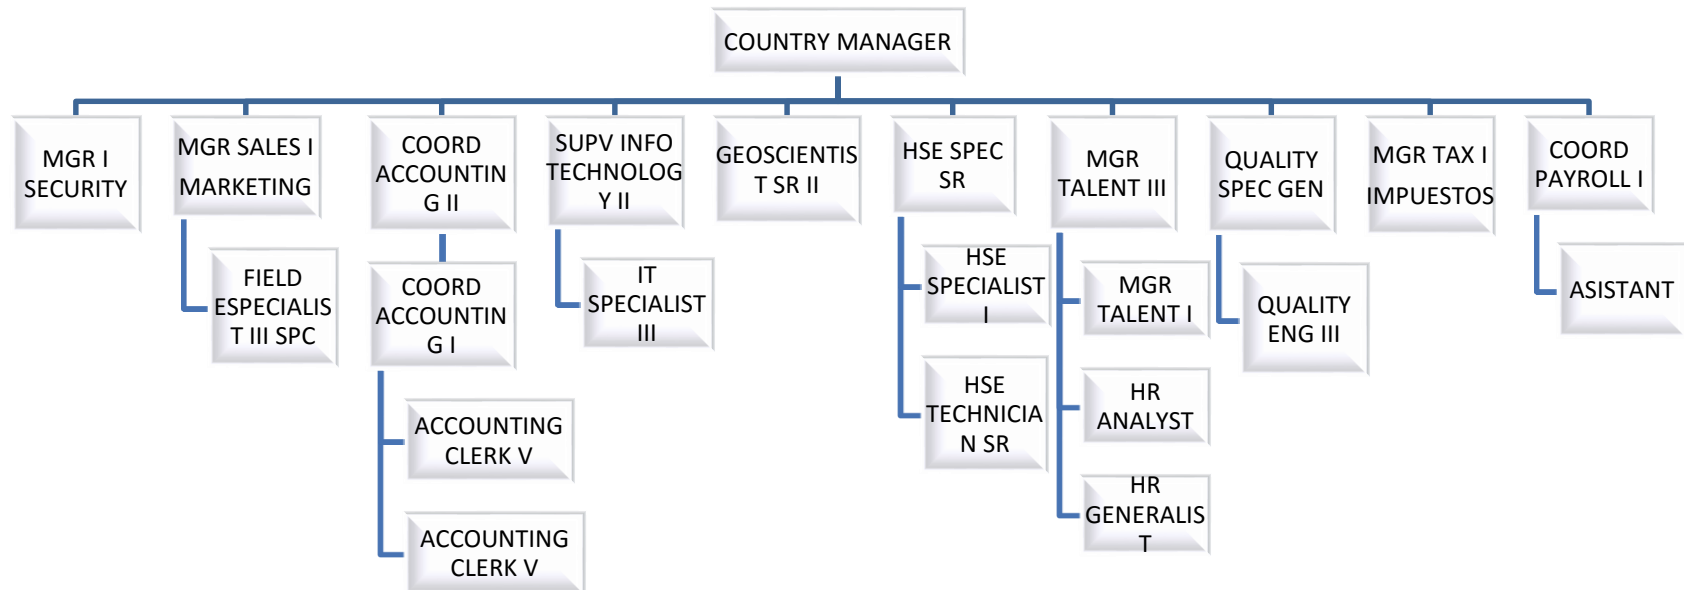 COUNTRY MANAGER
MGR I
SECURITY
MGR SALES I
MARKETING
COORD
ACCOUNTIN
G II
SUPV INFO
TECHNOLOG
Y II
GEOSCIENTIS
T SR II
HSE SPEC
SR
MGR
TALENT III
QUALITY
SPEC GEN
MGR TAX I
IMPUESTOS
COORD
PAYROLL I
FIELD
ESPECIALIS
T III SPC
COORD
ACCOUNTIN
G I
IT
SPECIALIST
III
HSE
SPECIALIST
I
MGR
TALENT I
QUALITY
ENG III
ASISTANT
ACCOUNTING
CLERK V
HSE
TECHNICIA
N SR
HR
ANALYST
ACCOUNTING
CLERK V
HR
GENERALIS
T